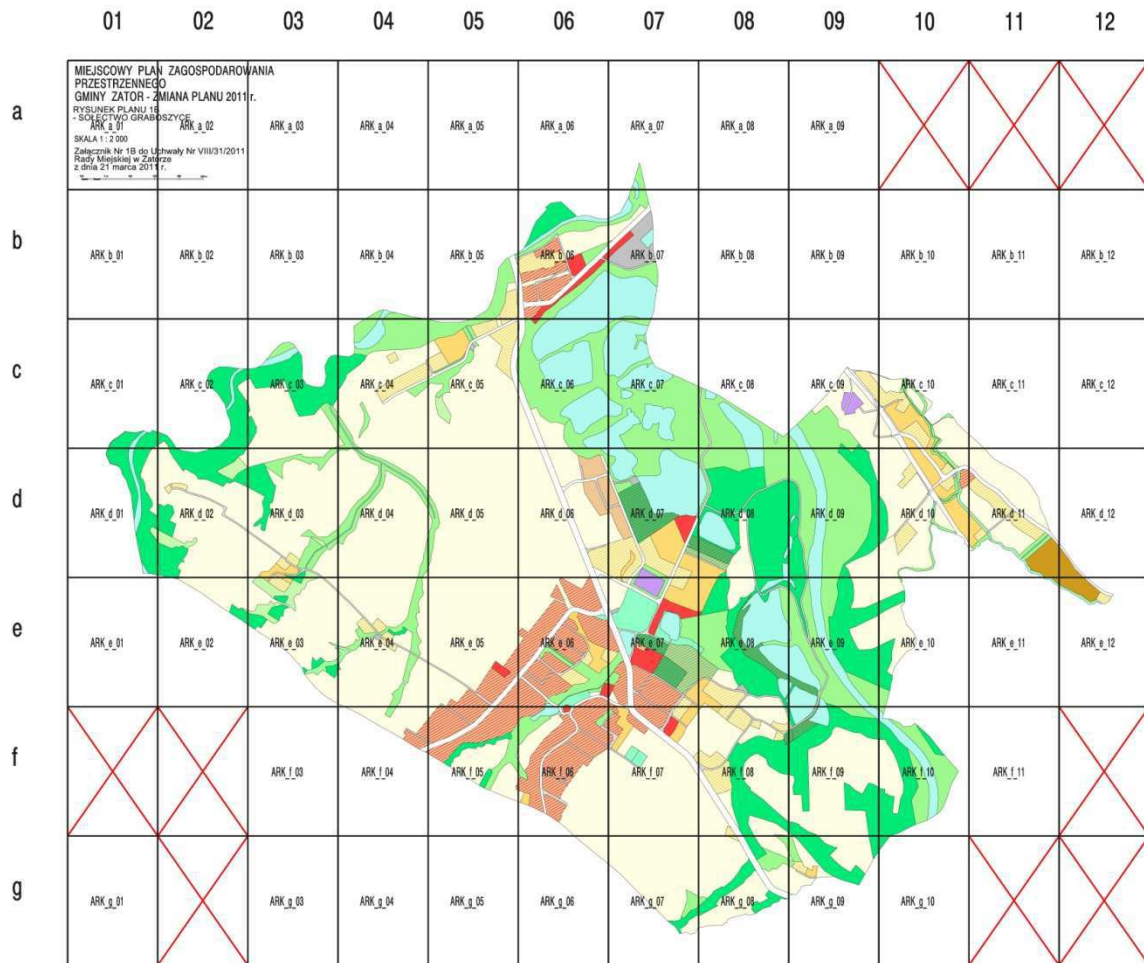 01 02 03 04 05 06 07 08 09 10 11 12
MIEJSCOWY PLAN ZAGOSPODAROWANIA
PRZESTRZENNEGO
GMINY ZATOR - ZMIANA PLANU 2011 r.
RYSUNEK PLANU 1B
- SOŁECTWO GRABOSZYCE
SKALA 1 : 2 000
Załącznik Nr 1B do Uchwały Nr VIII/31/2011
Rady Miejskiej w Zatorze
z dnia 21 marca 2011 r.
a
ARK_a_01 ARK_a_02 ARK_a_03 ARK_a_04 ARK_a_05 ARK_a_06 ARK_a_07 ARK_a_08 ARK_a_09
b
ARK_b_01 ARK_b_02 ARK_b_03 ARK_b_04 ARK_b_05 ARK_b_06 ARK_b_07 ARK_b_08 ARK_b_09 ARK_b_10 ARK_b_11 ARK_b_12
c
ARK_c_01 ARK_c_02 ARK_c_03 ARK_c_04 ARK_c_05 ARK_c_06 ARK_c_07 ARK_c_08 ARK_c_09 ARK_c_10 ARK_c_11 ARK_c_12
d
ARK_d_01 ARK_d_02 ARK_d_03 ARK_d_04 ARK_d_05 ARK_d_06 ARK_d_07 ARK_d_08 ARK_d_09 ARK_d_10 ARK_d_11 ARK_d_12
e
ARK_e_01 ARK_e_02 ARK_e_03 ARK_e_04 ARK_e_05 ARK_e_06 ARK_e_07 ARK_e_08 ARK_e_09 ARK_e_10 ARK_e_11 ARK_e_12
f
ARK_f_03 ARK_f_04 ARK_f_05 ARK_f_06 ARK_f_07 ARK_f_08 ARK_f_09 ARK_f_10 ARK_f_11
g
ARK_g_01 ARK_g_03 ARK_g_04 ARK_g_05 ARK_g_06 ARK_g_07 ARK_g_08 ARK_g_09 ARK_g_10